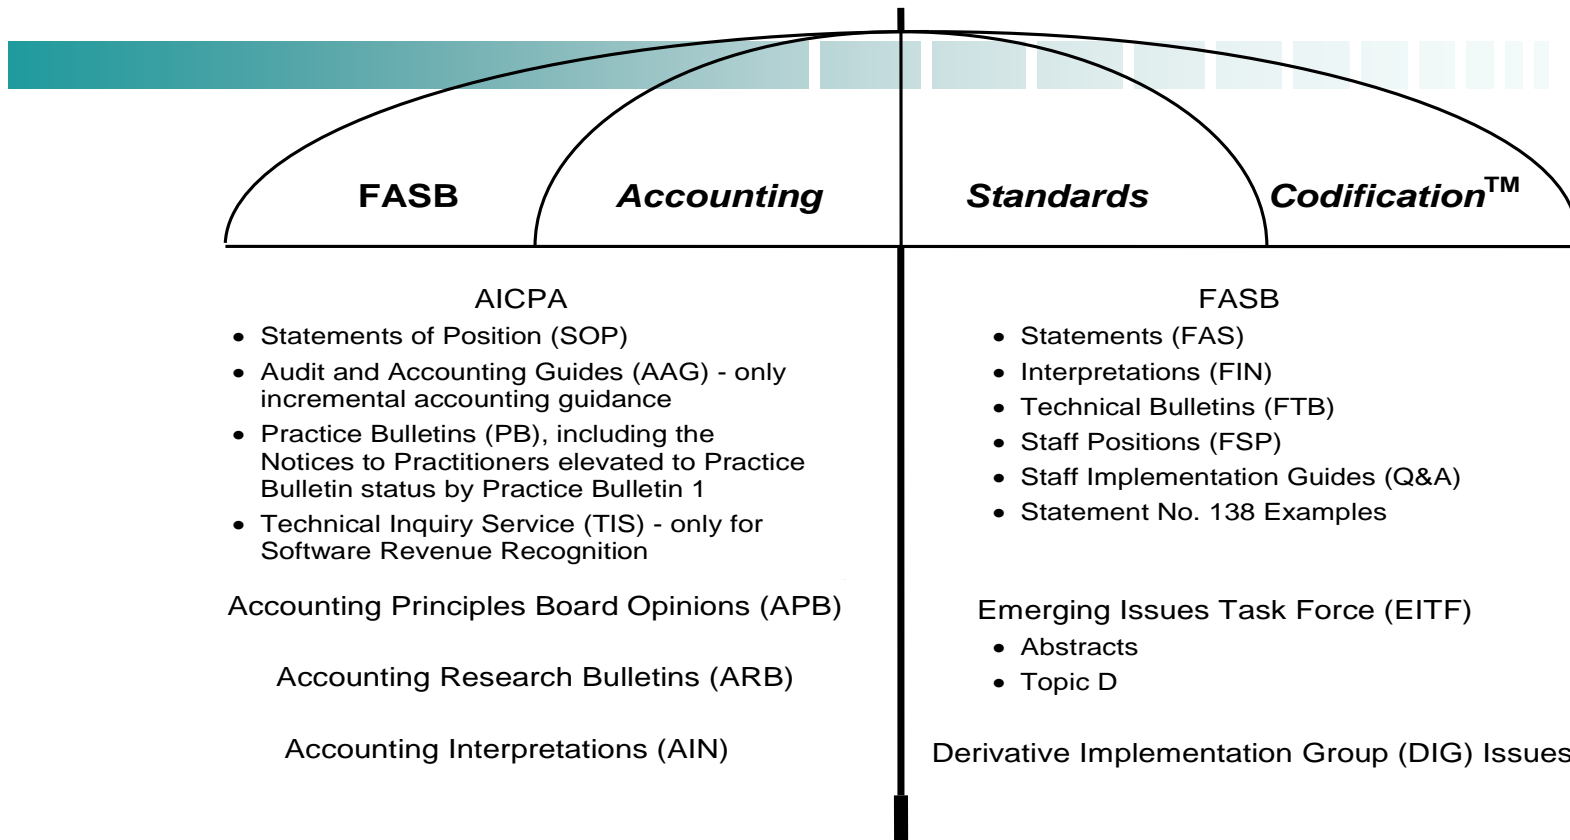 FASB Accounting Standards Codification™
AICPA
• Statements of Position (SOP)
• Audit and Accounting Guides (AAG) - only
incremental accounting guidance
• Practice Bulletins (PB), including the
Notices to Practitioners elevated to Practice
Bulletin status by Practice Bulletin 1
• Technical Inquiry Service (TIS) - only for
Software Revenue Recognition
Accounting Principles Board Opinions (APB)
Accounting Research Bulletins (ARB)
Accounting Interpretations (AIN)
FASB
• Statements (FAS)
• Interpretations (FIN)
• Technical Bulletins (FTB)
• Staff Positions (FSP)
• Staff Implementation Guides (Q&A)
• Statement No. 138 Examples
Emerging Issues Task Force (EITF)
• Abstracts
• Topic D
Derivative Implementation Group (DIG) Issues